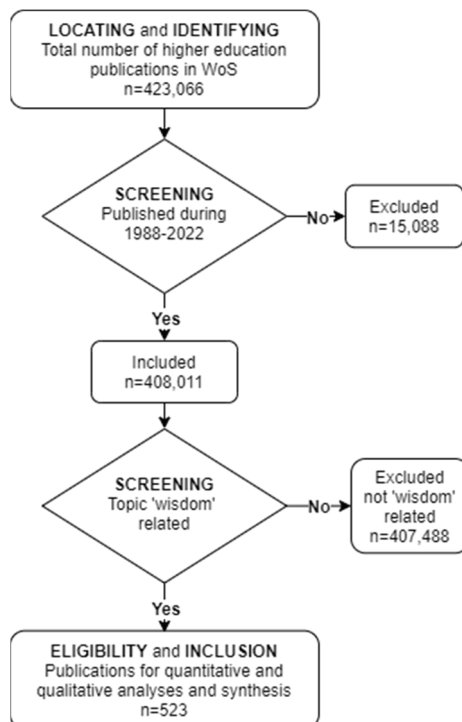 LOCATING and IDENTIFYING
Total number of higher education
publications in WoS
n=423,066
SCREENING
Published during
1988-2022
No
Excluded
n=15,088
Yes
Included
n=408,011
SCREENING
Topic 'wisdom'
related
No
Excluded
not 'wisdom'
related
n=407,488
Yes
ELIGIBILITY and INCLUSION
Publications for quantitative and
qualitative analyses and synthesis
n=523